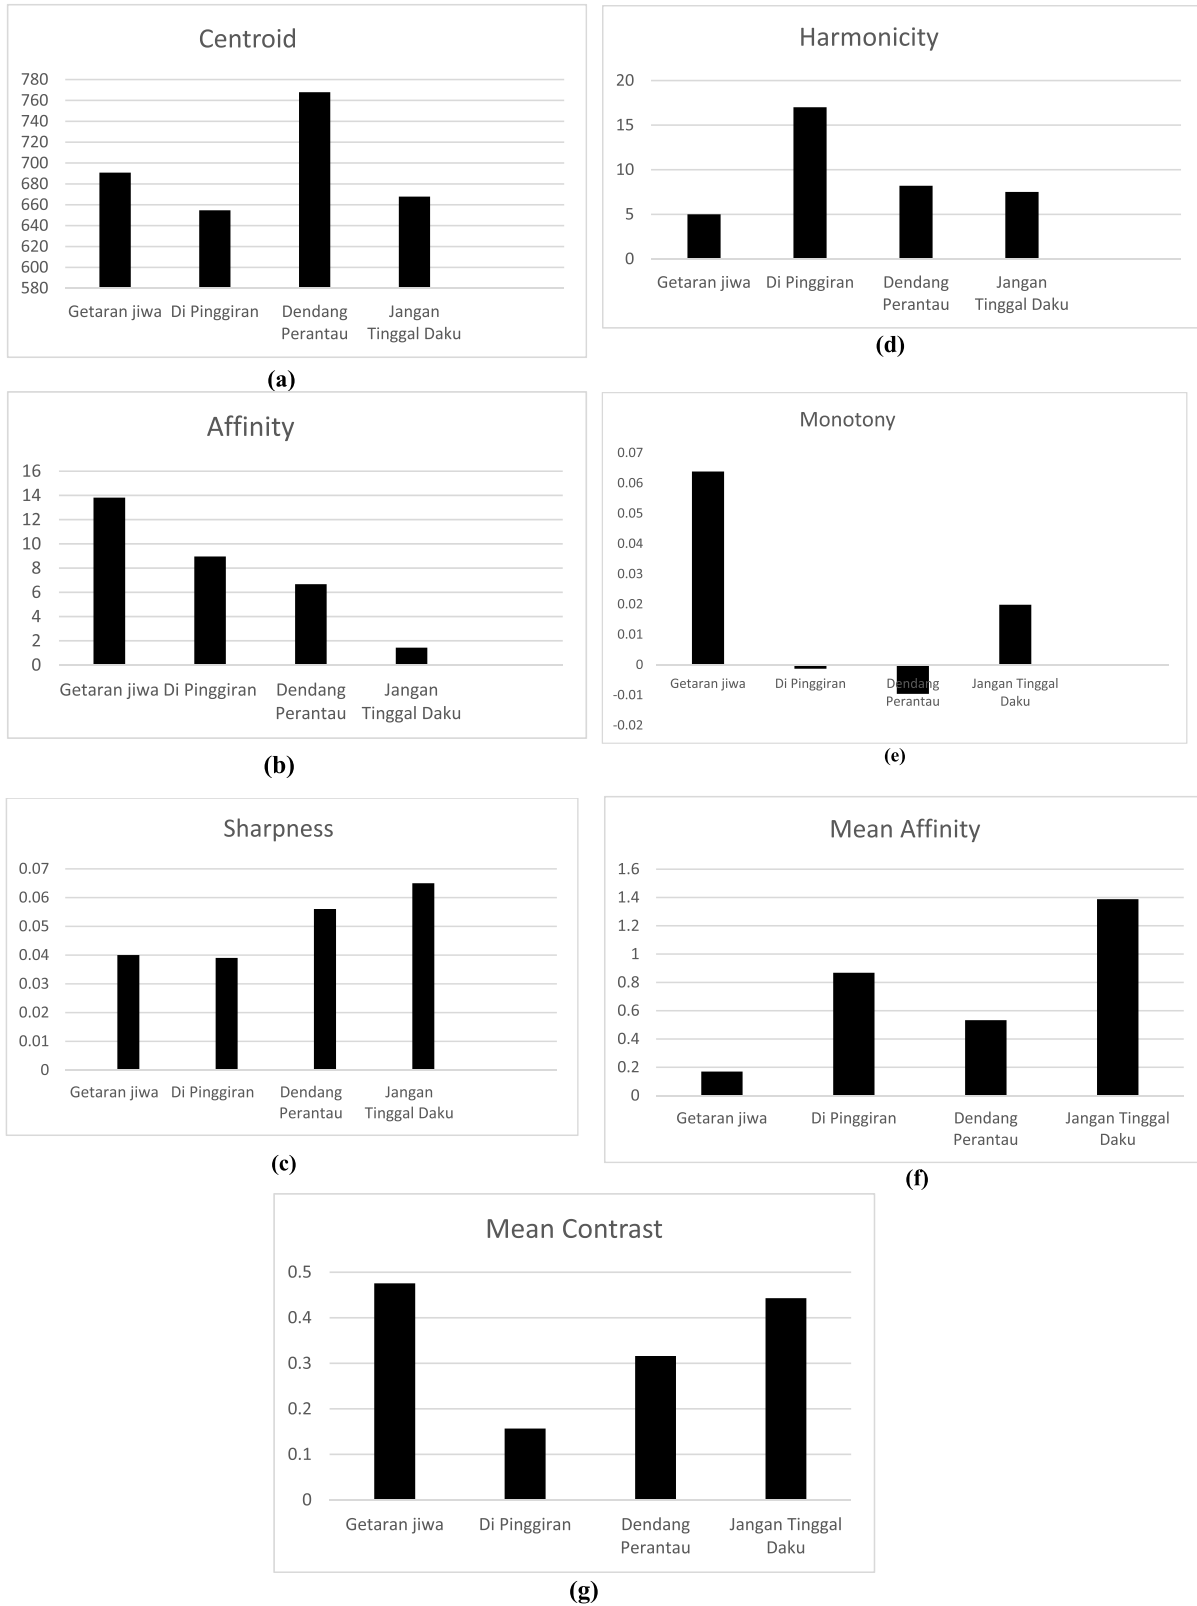 Centroid
780
760
740
720
700
680
660
640
620
600
580
Getaran jiwa Di Pinggiran Dendang Jangan
Perantau Tinggal Daku
(a)
Harmonicity
20
15
10
5
0
Getaran jiwa Di Pinggiran Dendang Jangan
Perantau Tinggal Daku
(d)
Affinity
16
14
12
10
8
6
4
2
0
Getaran jiwa Di Pinggiran Dendang Jangan
Perantau Tinggal Daku
(b)
Monotony
0.07
0.06
0.05
0.04
0.03
0.02
0.01
0
-0.01
-0.02
Getaran jiwa Di Pinggiran Dendang Jangan Tinggal
Perantau Daku
(e)
Sharpness
0.07
0.06
0.05
0.04
0.03
0.02
0.01
0
Getaran jiwa Di Pinggiran Dendang Jangan
Perantau Tinggal Daku
(c)
Mean Affinity
1.6
1.4
1.2
1
0.8
0.6
0.4
0.2
0
Getaran jiwa Di Pinggiran Dendang Jangan Tinggal
Perantau Daku
(f)
Mean Contrast
0.5
0.4
0.3
0.2
0.1
0
Getaran jiwa Di Pinggiran Dendang Jangan Tinggal
Perantau Daku
(g)